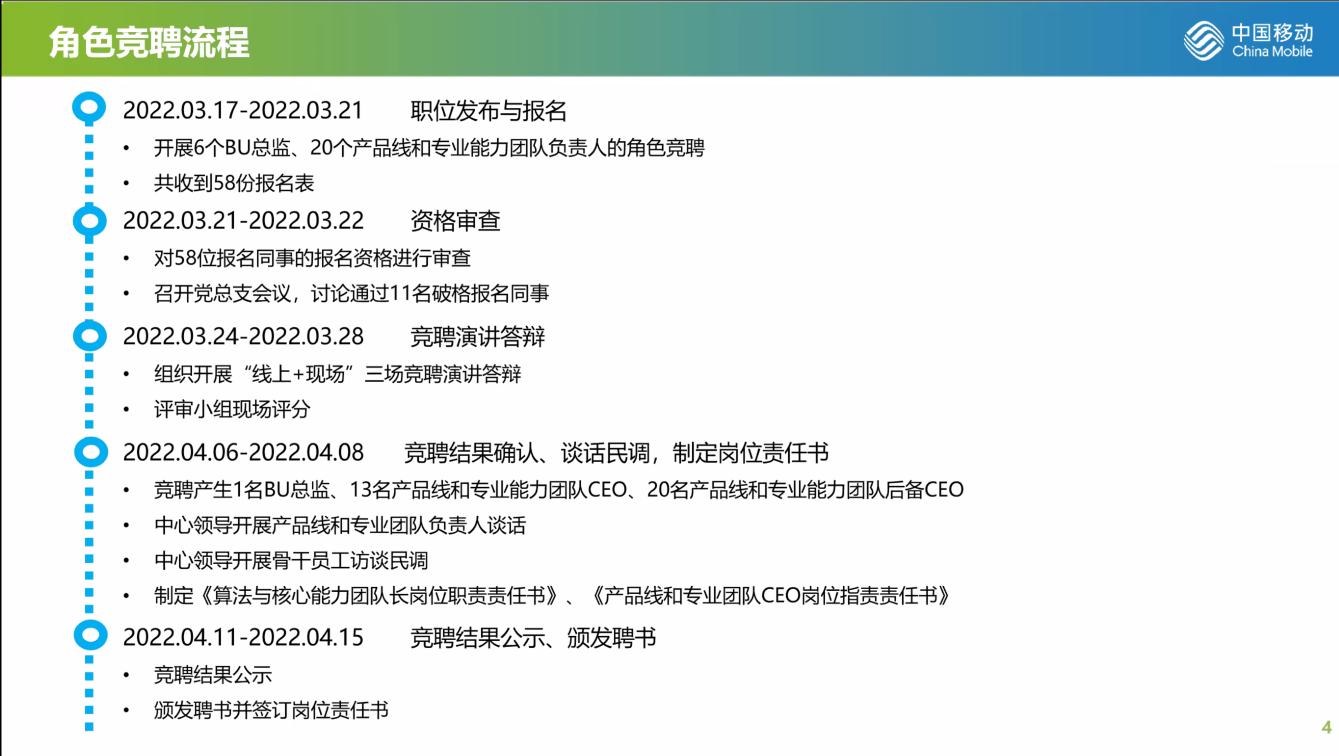 角色竞聘流程
中国移动
China Mobile
2022.03.17-2022.03.21 职位发布与报名
• 开展6个BU总监、20个产品线和专业能力团队负责人的角色竞聘
• 共收到58份报名表
2022.03.21-2022.03.22 资格审查
• 对58位报名同事的报名资格进行审查
• 召开党总支会议，讨论通过11名破格报名同事
2022.03.24-2022.03.28 竞聘演讲答辩
• 组织开展“线上+现场”三场竞聘演讲答辩
• 评审小组现场评分
2022.04.06-2022.04.08 竞聘结果确认、谈话民调，制定岗位责任书
• 竞聘产生1名BU总监、13名产品线和专业能力团队CEO、20名产品线和专业能力团队后备CEO
• 中心领导开展产品线和专业团队负责人谈话
• 中心领导开展骨干员工访谈民调
• 制定《算法与核心能力团队长岗位职责责任书》、《产品线和专业团队CEO岗位指责责任书》
2022.04.11-2022.04.15 竞聘结果公示、颁发聘书
• 竞聘结果公示
• 颁发聘书并签订岗位责任书
4